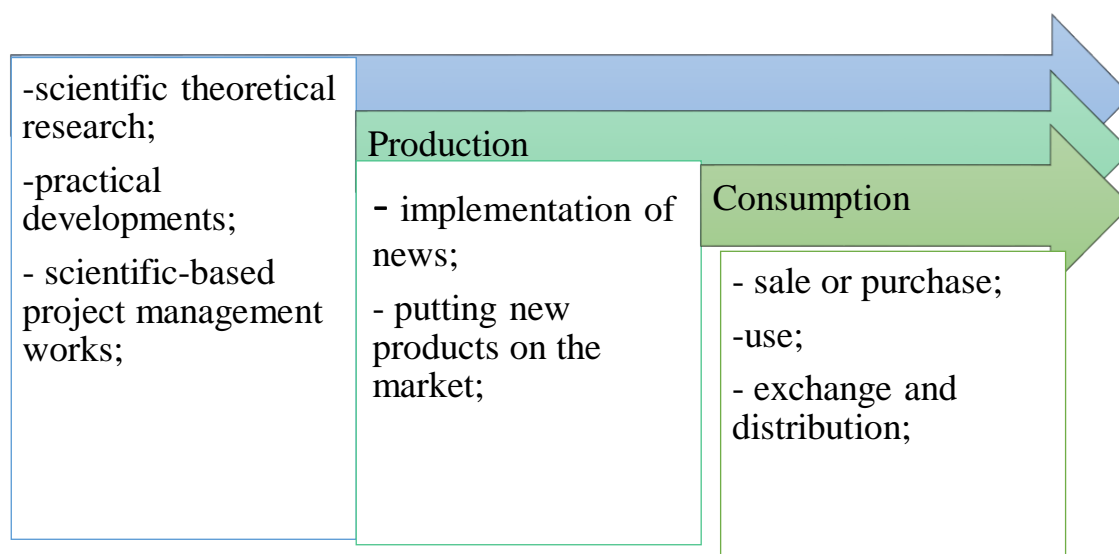 -scientific theoretical
research;
-practical
developments;
- scientific-based
project management
works;
Production
- implementation of
news;
- putting new
products on the
market;
Consumption
- sale or purchase;
-use;
- exchange and
distribution;